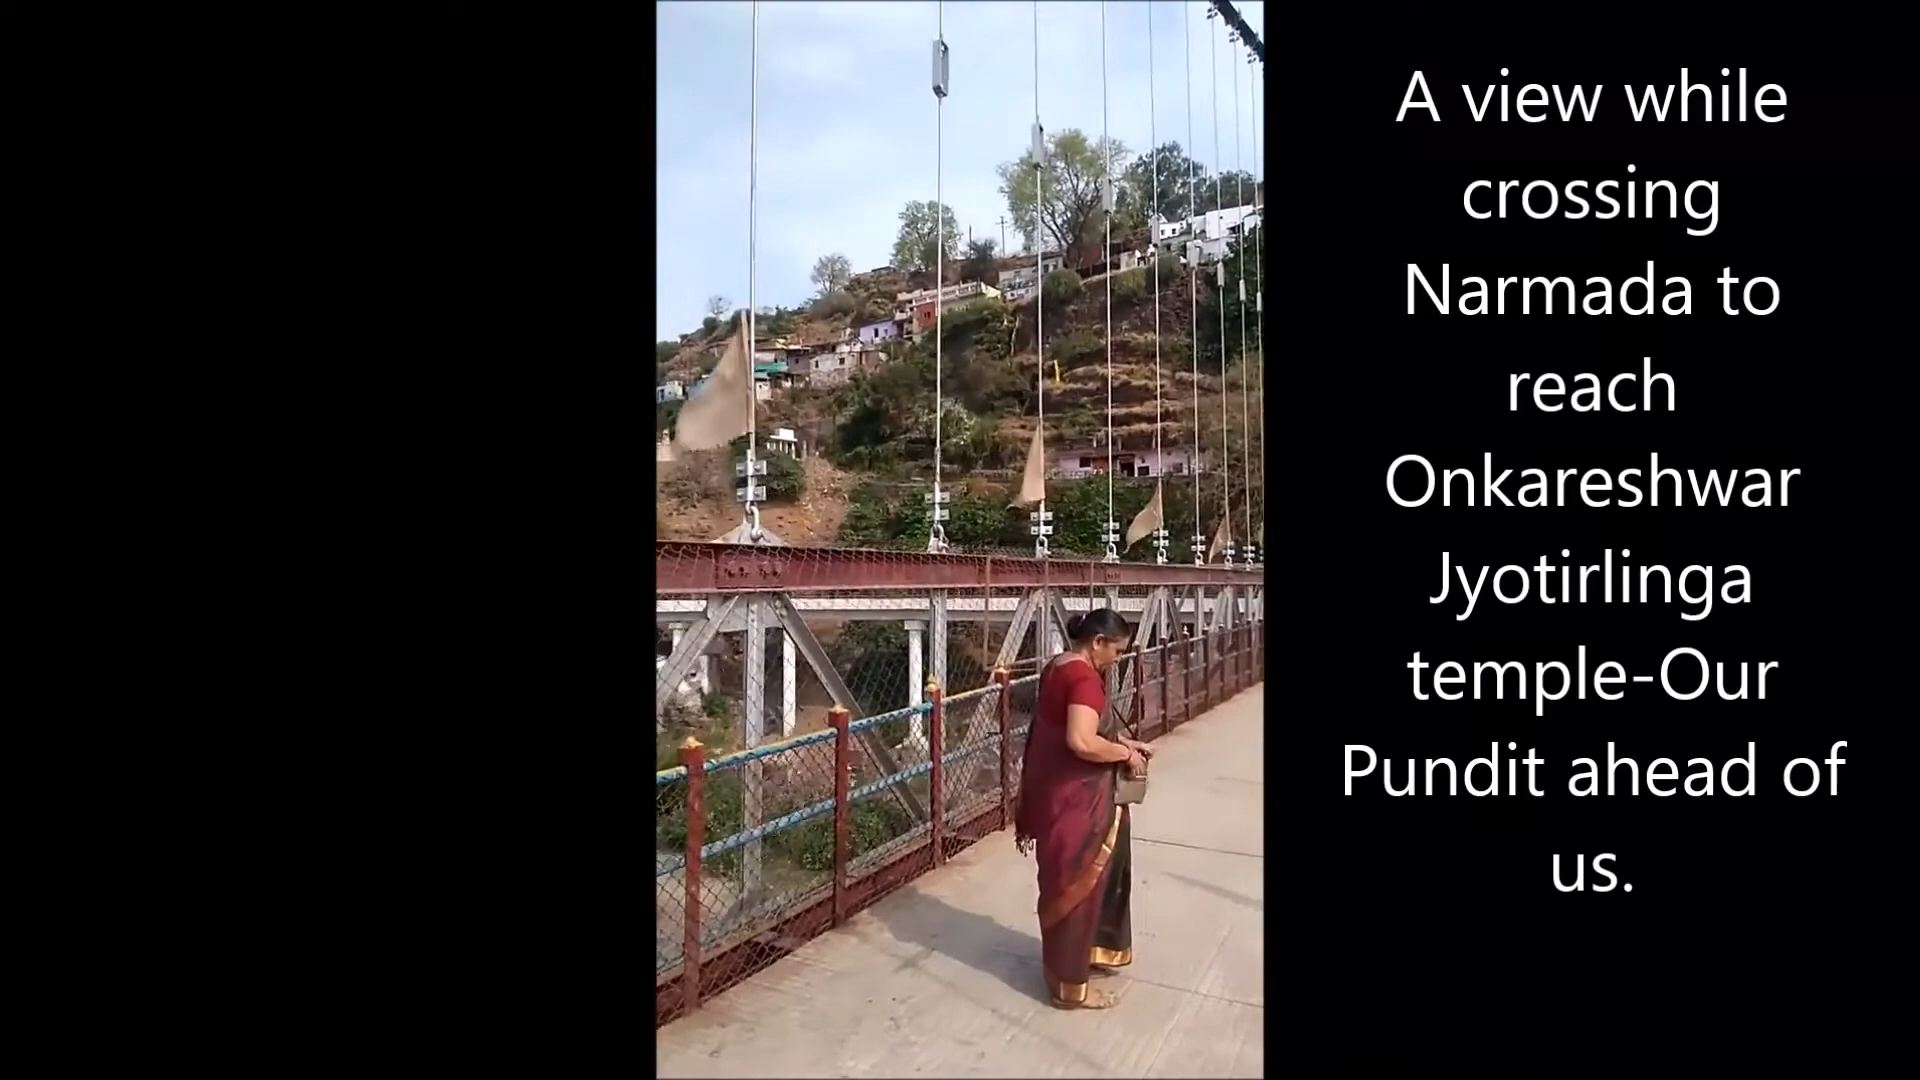 A view while
crossing
Narmada to
reach
Onkareshwar
Jyotirlinga
temple-Our
Pundit ahead of
us.